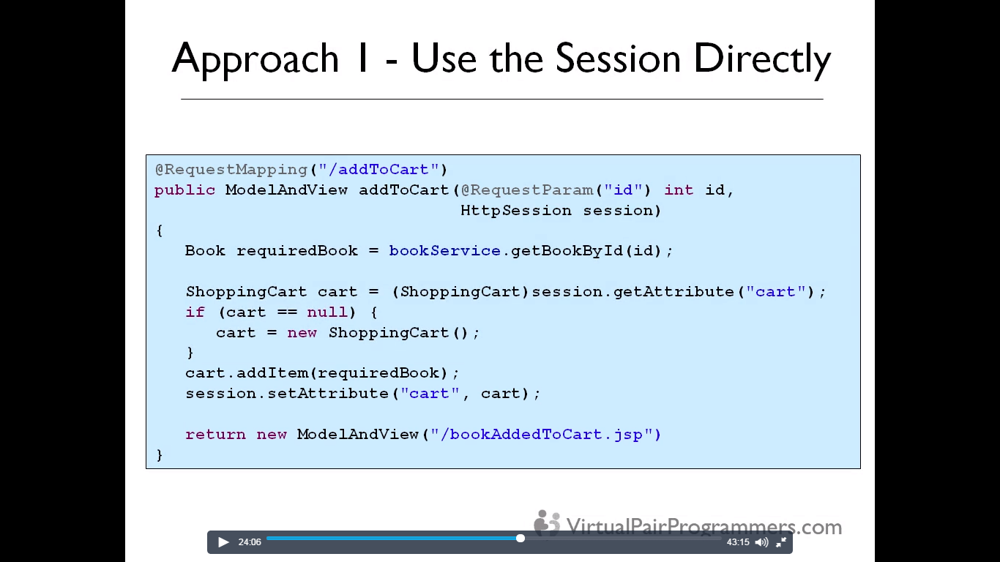 Approach 1 - Use the Session Directly
@RequestMapping("/addToCart")
public ModelAndView addToCart(@RequestParam("id") int id,
HttpSession session)
{
Book requiredBook = bookService.getBookById(id);
ShoppingCart cart = (ShoppingCart)session.getAttribute("cart");
if (cart == null) {
cart = new ShoppingCart();
}
cart.addItem(requiredBook);
session.setAttribute("cart", cart);
return new ModelAndView("/bookAddedToCart.jsp")
}
VirtualPairProgrammers.com
24:06 43:15